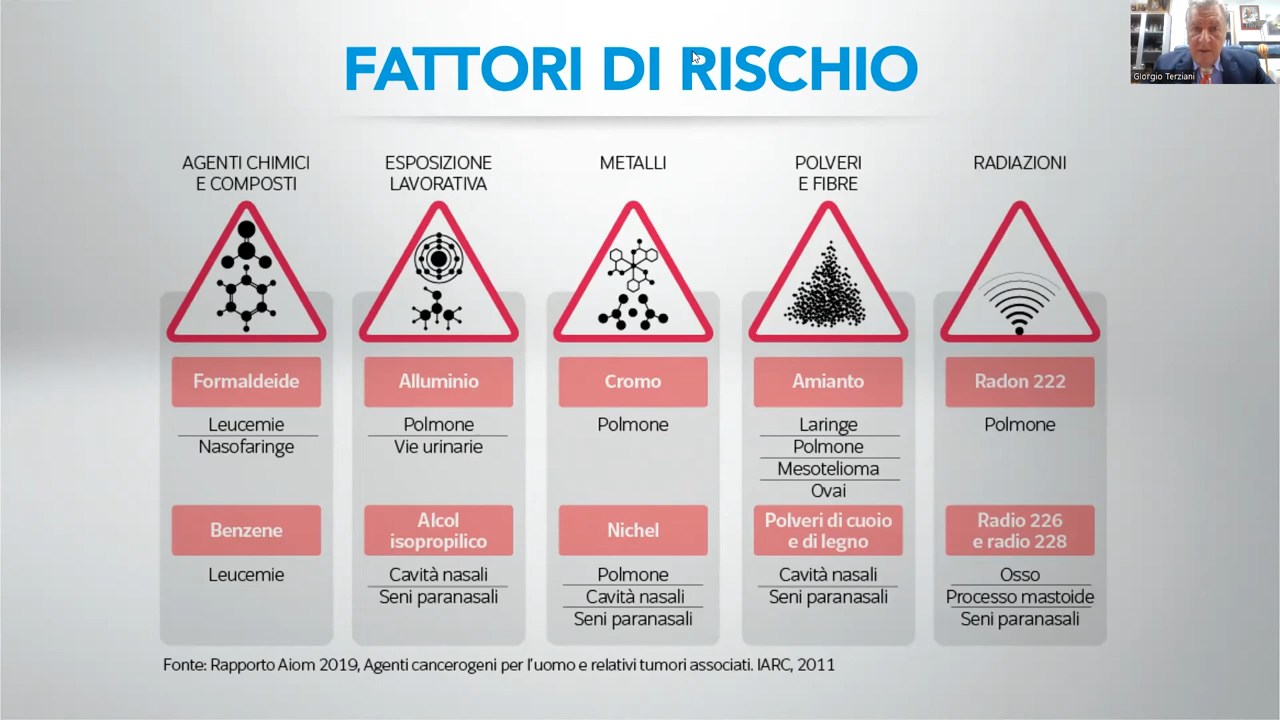 FATTORI DI RISCHIO
Giorgio Terziani
AGENTI CHIMICI
E COMPOSTI
Formaldeide
Leucemie
Nasofaringe
Benzene
Leucemie
ESPOSIZIONE
LAVORATIVA
Alluminio
Polmone
Vie urinarie
Alcol
isopropilico
Cavità nasali
Seni paranasali
METALLI
Cromo
Polmone
Nichel
Polmone
Cavità nasali
Seni paranasali
POLVERI
E FIBRE
Amianto
Laringe
Polmone
Mesotelioma
Ovai
Polveri di cuoio
e di legno
Cavità nasali
Seni paranasali
RADIAZIONI
Radon 222
Polmone
Radio 226
e radio 228
Osso
Processo mastoide
Seni paranasali
Fonte: Rapporto Aiom 2019, Agenti cancerogeni per l'uomo e relativi tumori associati. IARC, 2011